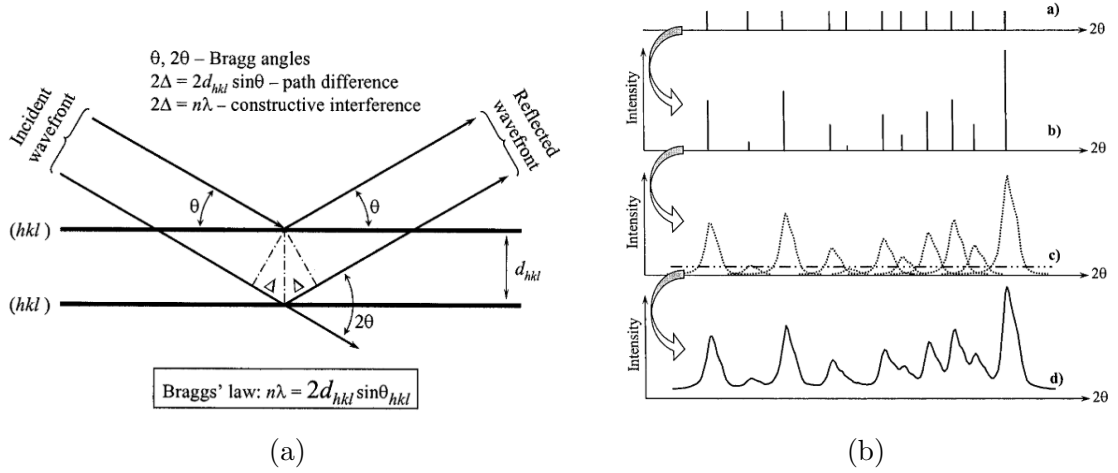 θ, 2θ – Bragg angles
2Δ = 2d_hkl sinθ – path difference
2Δ = nλ – constructive interference
Incident
wavefront
Reflected
wavefront
θ
θ
(hkl)
d_hkl
Δ
Δ
(hkl)
2θ
Braggs' law: nλ = 2d_hkl sinθ_hkl
(a)
a)
2θ
Intensity
b)
2θ
Intensity
c)
2θ
Intensity
d)
2θ
(b)